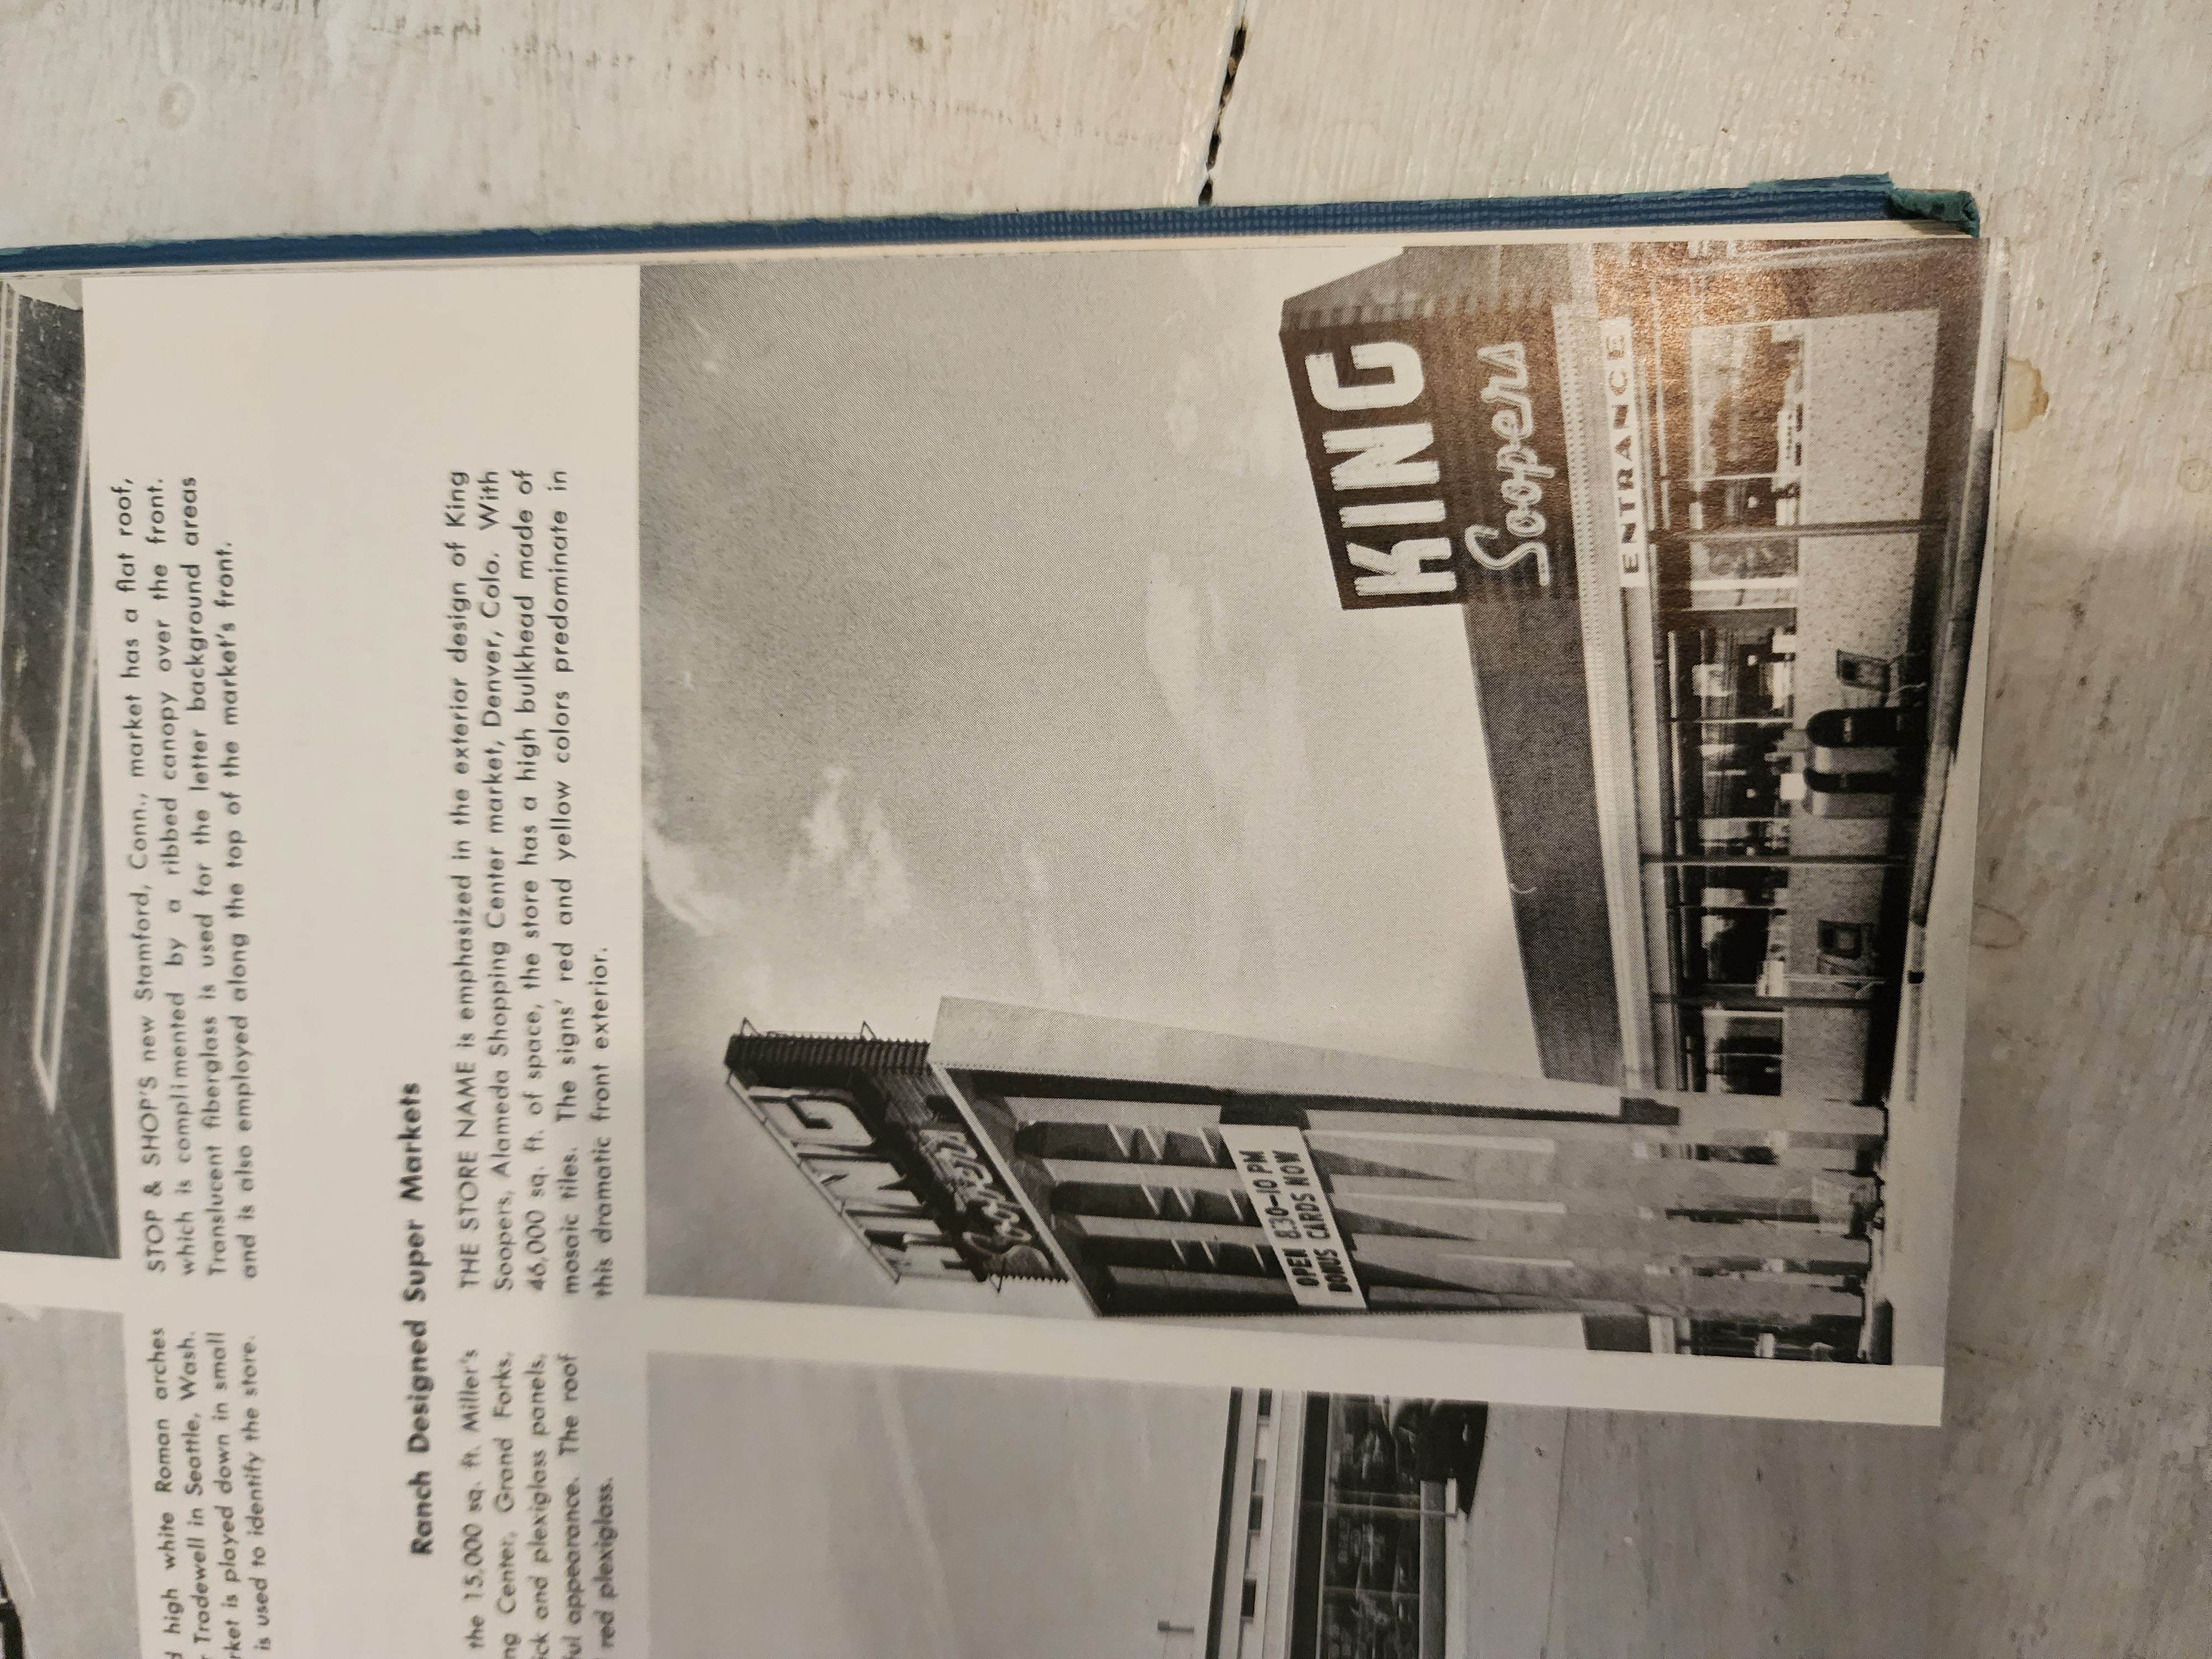 d high white Roman arches
r Tradewell in Seattle, Wash.
rket is played down in small
is used to identify the store.
STOP & SHOP'S new Stamford, Conn., market has a flat roof,
which is complimented by a ribbed canopy over the front.
Translucent fiberglass is used for the letter background areas
and is also employed along the top of the market's front.
Ranch Designed Super Markets
the 15,000 sq. ft. Miller's
ng Center, Grand Forks,
ck and plexiglass panels,
ul appearance. The roof
red plexiglass.
THE STORE NAME is emphasized in the exterior design of King
Soopers, Alameda Shopping Center market, Denver, Colo. With
46,000 sq. ft. of space, the store has a high bulkhead made of
mosaic tiles. The signs' red and yellow colors predominate in
this dramatic front exterior.
KING
Soopers
OPEN 8:30-10 PM
BONUS CARDS NOW
KING
Soopers
ENTRANCE